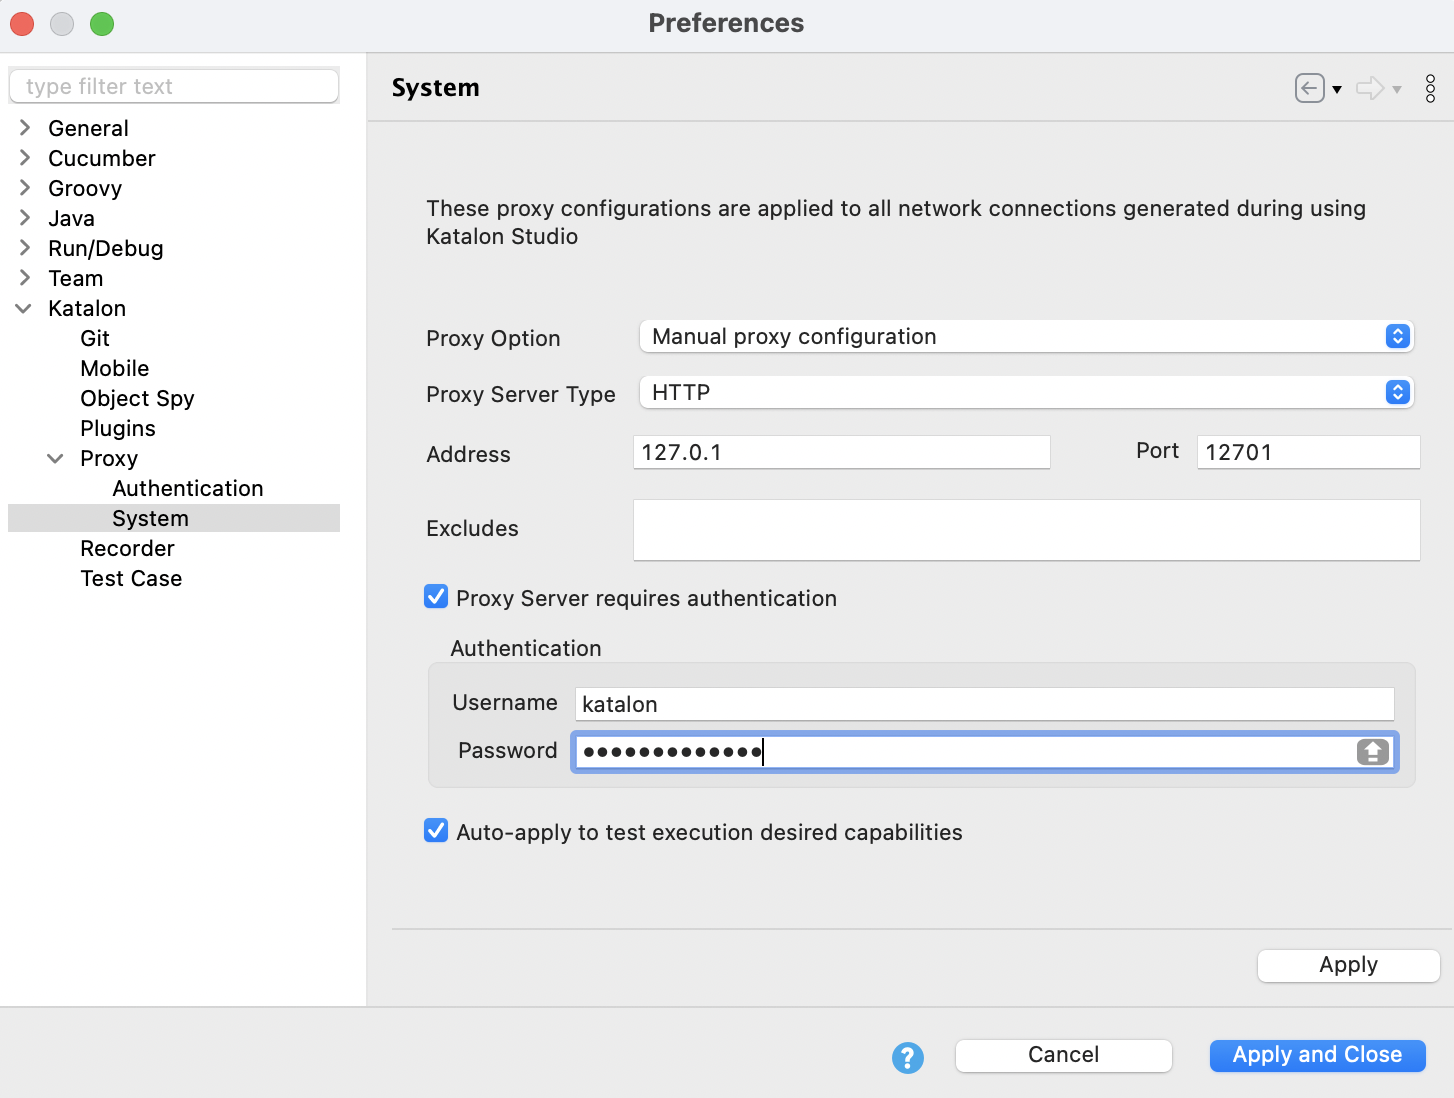 Preferences
type filter text
General
Cucumber
Groovy
Java
Run/Debug
Team
Katalon
Git
Mobile
Object Spy
Plugins
Proxy
Authentication
System
Recorder
Test Case
System
These proxy configurations are applied to all network connections generated during using
Katalon Studio
Proxy Option Manual proxy configuration
Proxy Server Type HTTP
Address 127.0.1 Port 12701
Excludes
Proxy Server requires authentication
Authentication
Username katalon
Password •••••••••••••
Auto-apply to test execution desired capabilities
Apply
? Cancel Apply and Close